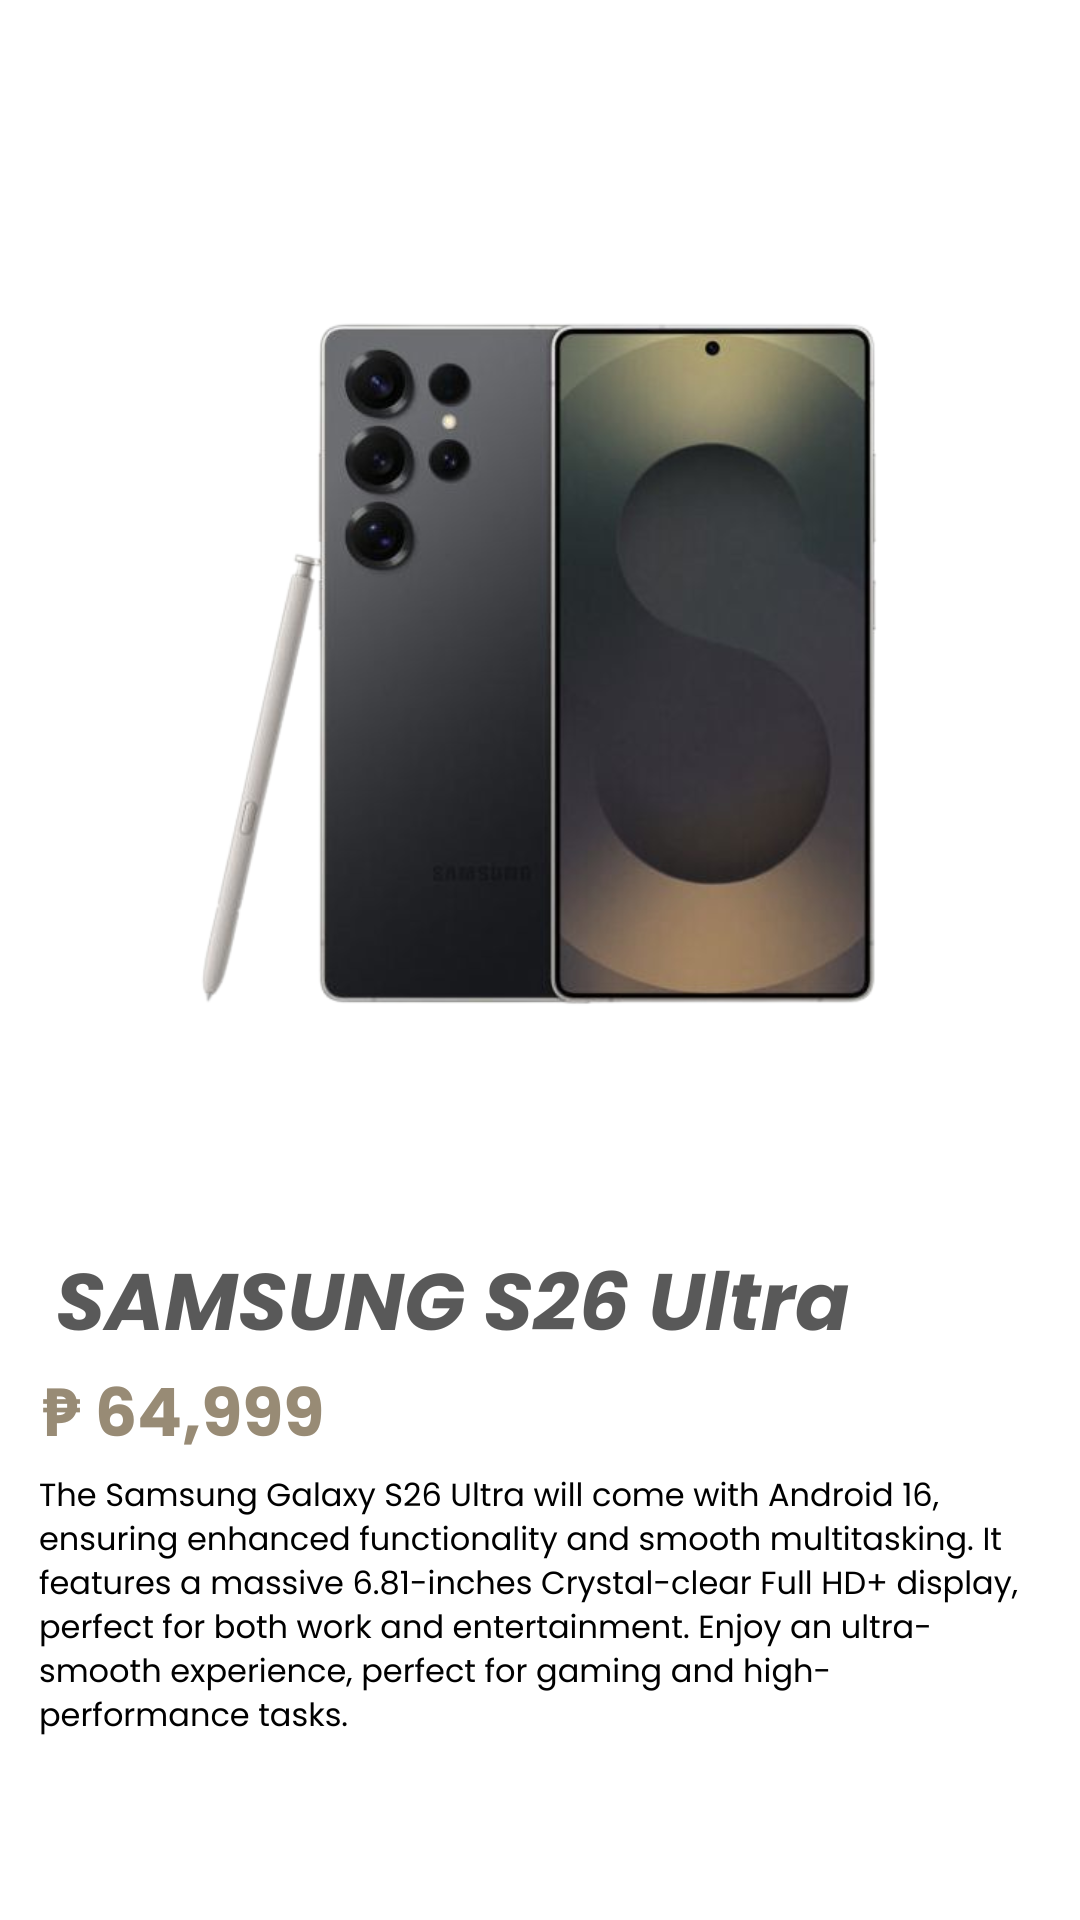 SAMSUNG
SAMSUNG S26 Ultra
₱ 64,999
The Samsung Galaxy S26 Ultra will come with Android 16,
ensuring enhanced functionality and smooth multitasking. It
features a massive 6.81-inches Crystal-clear Full HD+ display,
perfect for both work and entertainment. Enjoy an ultra-
smooth experience, perfect for gaming and high-
performance tasks.